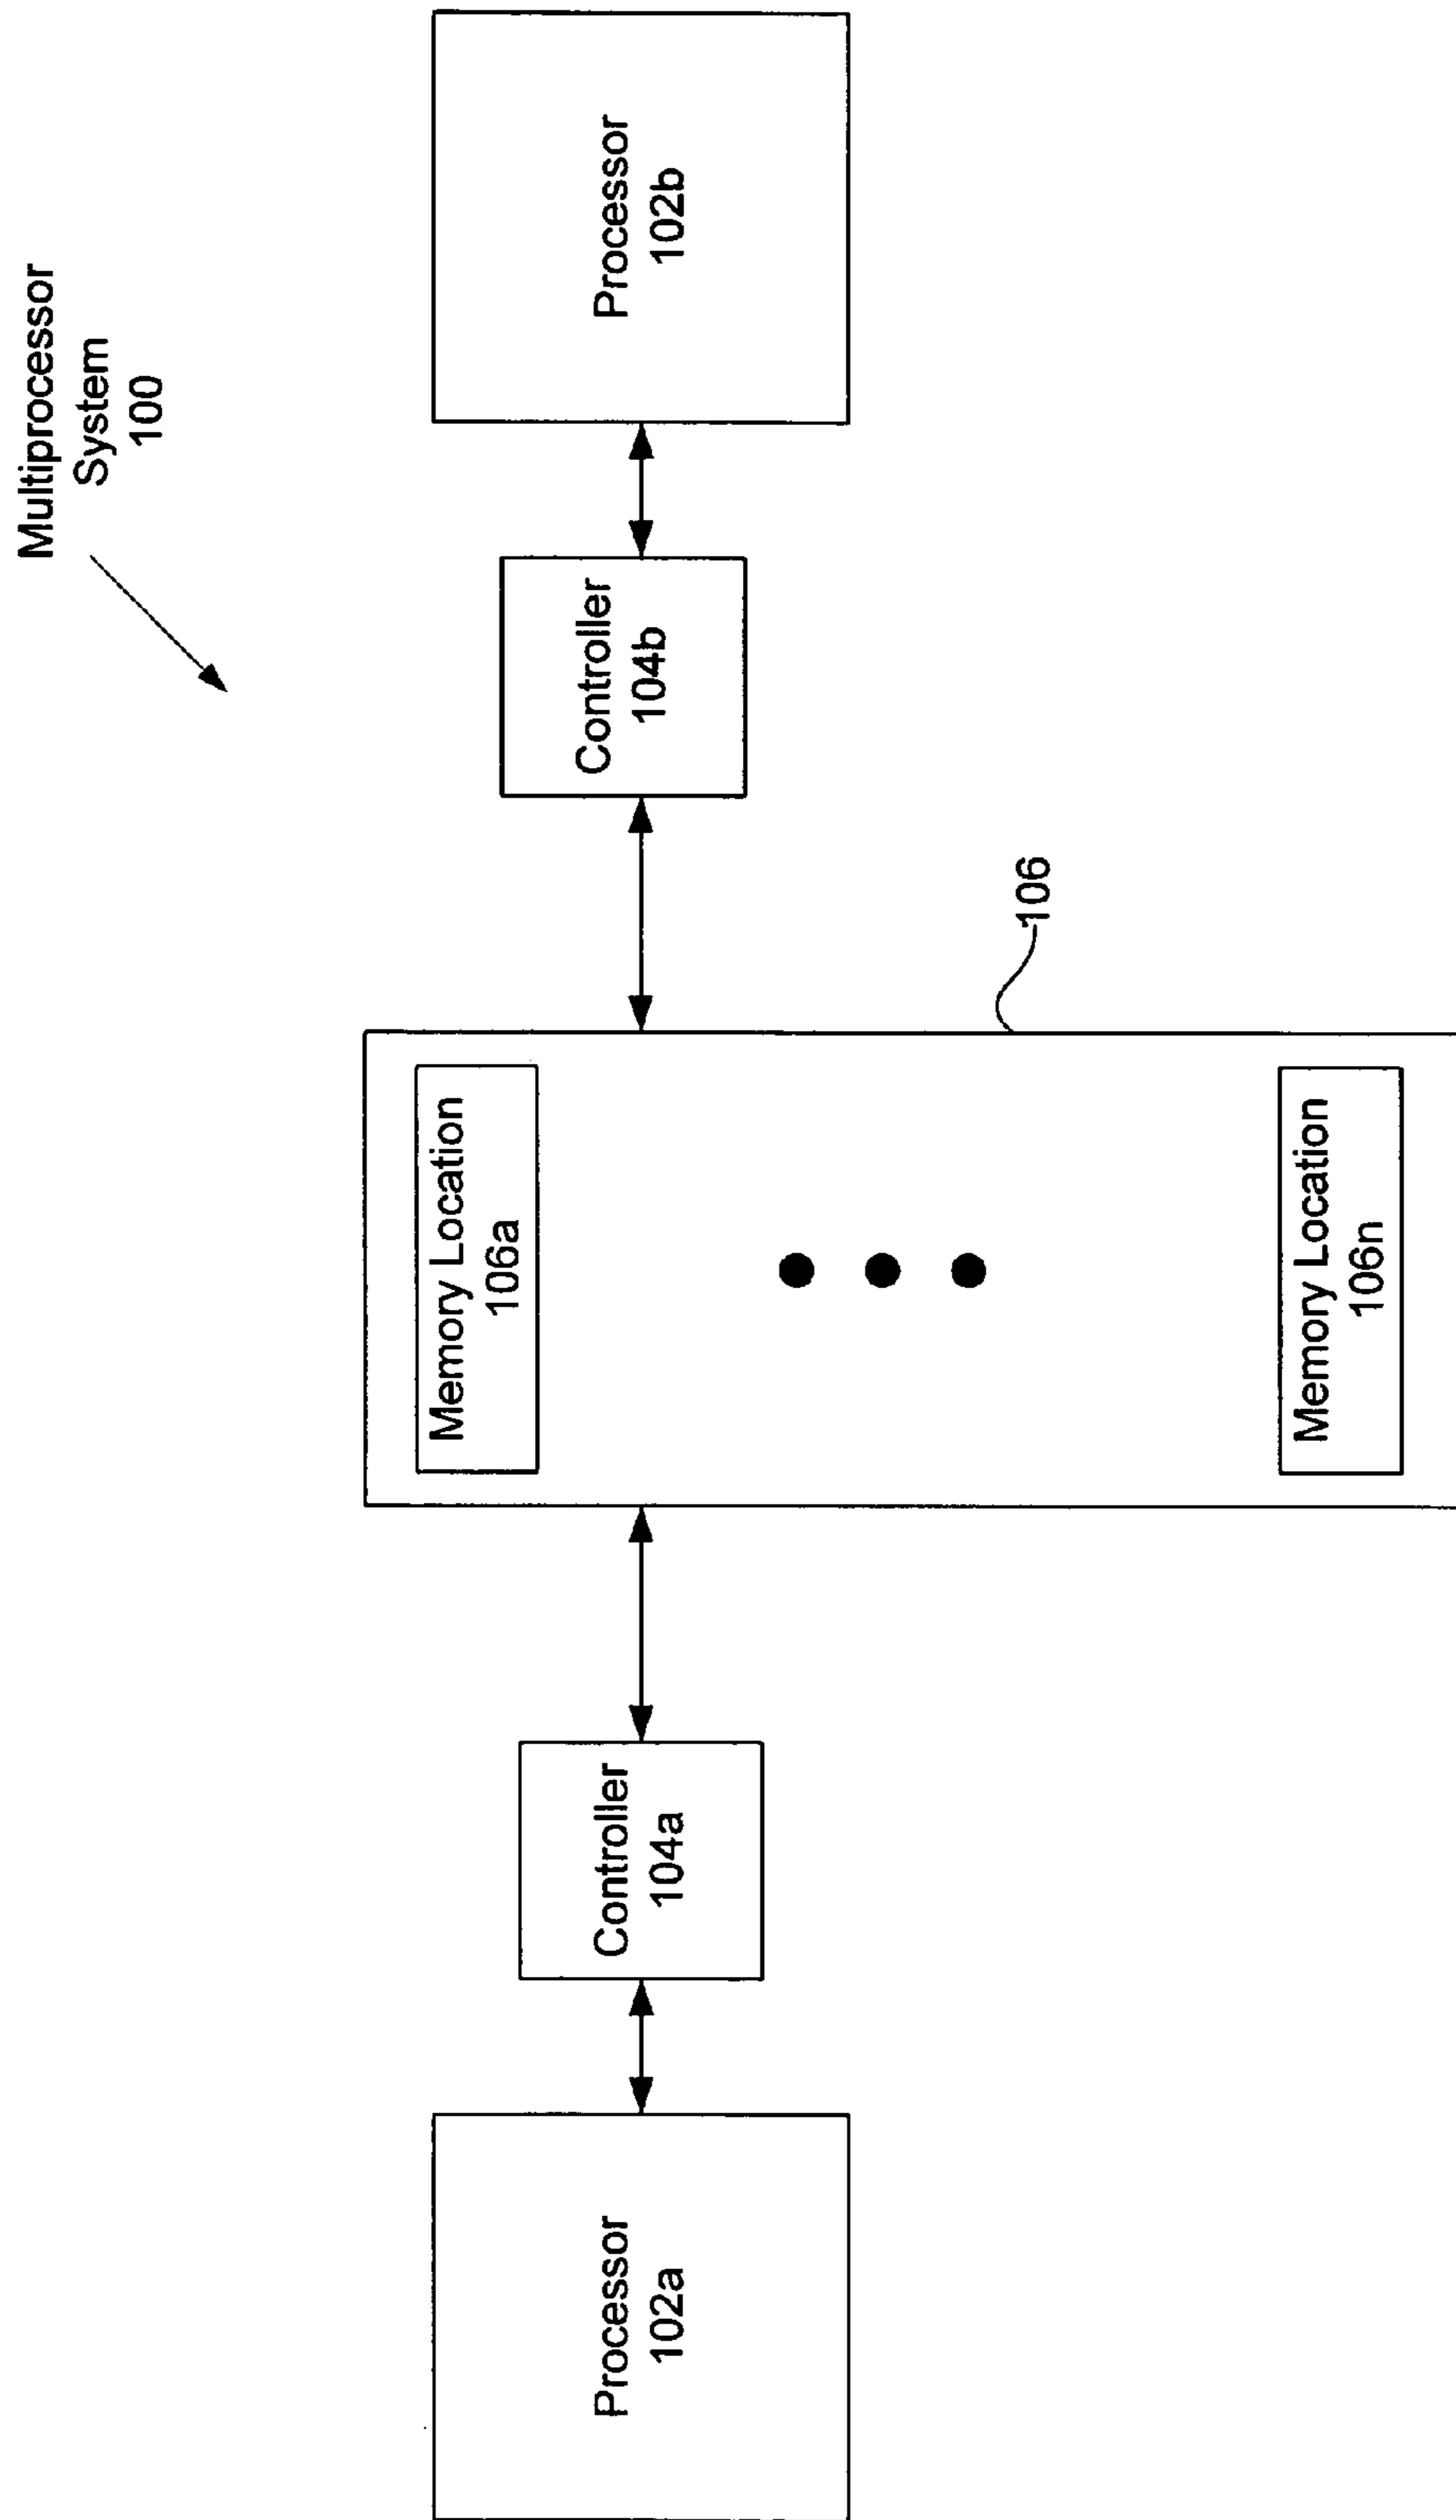 Multiprocessor
System
100
Processor
102a
Controller
104a
Memory Location
106a
Memory Location
106n
106
Controller
104b
Processor
102b